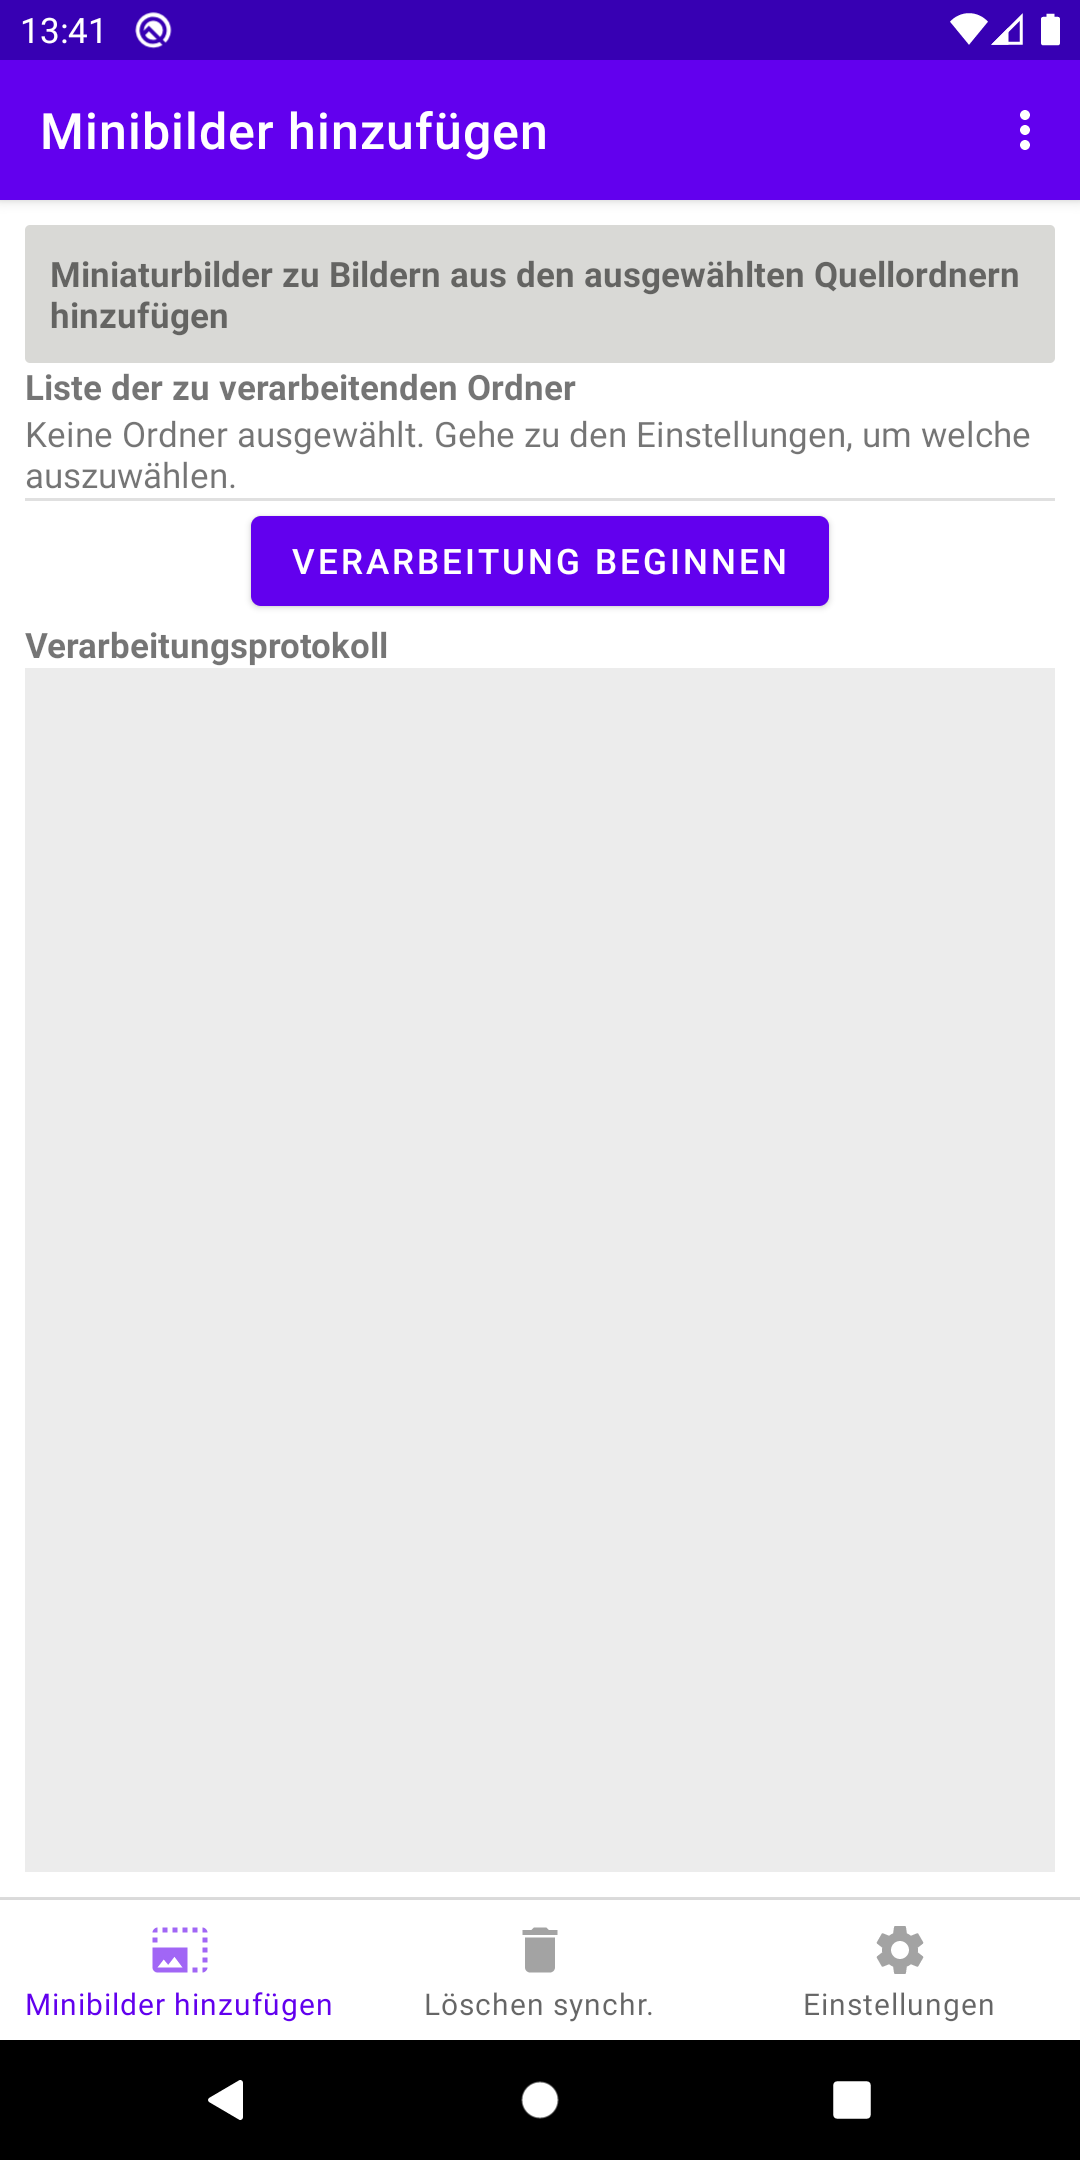 13:41
Minibilder hinzufügen
Miniaturbilder zu Bildern aus den ausgewählten Quellordnern
hinzufügen
Liste der zu verarbeitenden Ordner
Keine Ordner ausgewählt. Gehe zu den Einstellungen, um welche
auszuwählen.
VERARBEITUNG BEGINNEN
Verarbeitungsprotokoll
Minibilder hinzufügen
Löschen synchr.
Einstellungen